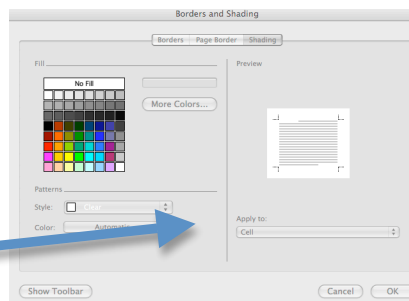 Borders and Shading
Borders Page Border Shading
Fill
Preview
No Fill
More Colors...
Patterns
Style: Clear
Color: Automatic
Apply to:
Cell
Show Toolbar
Cancel OK